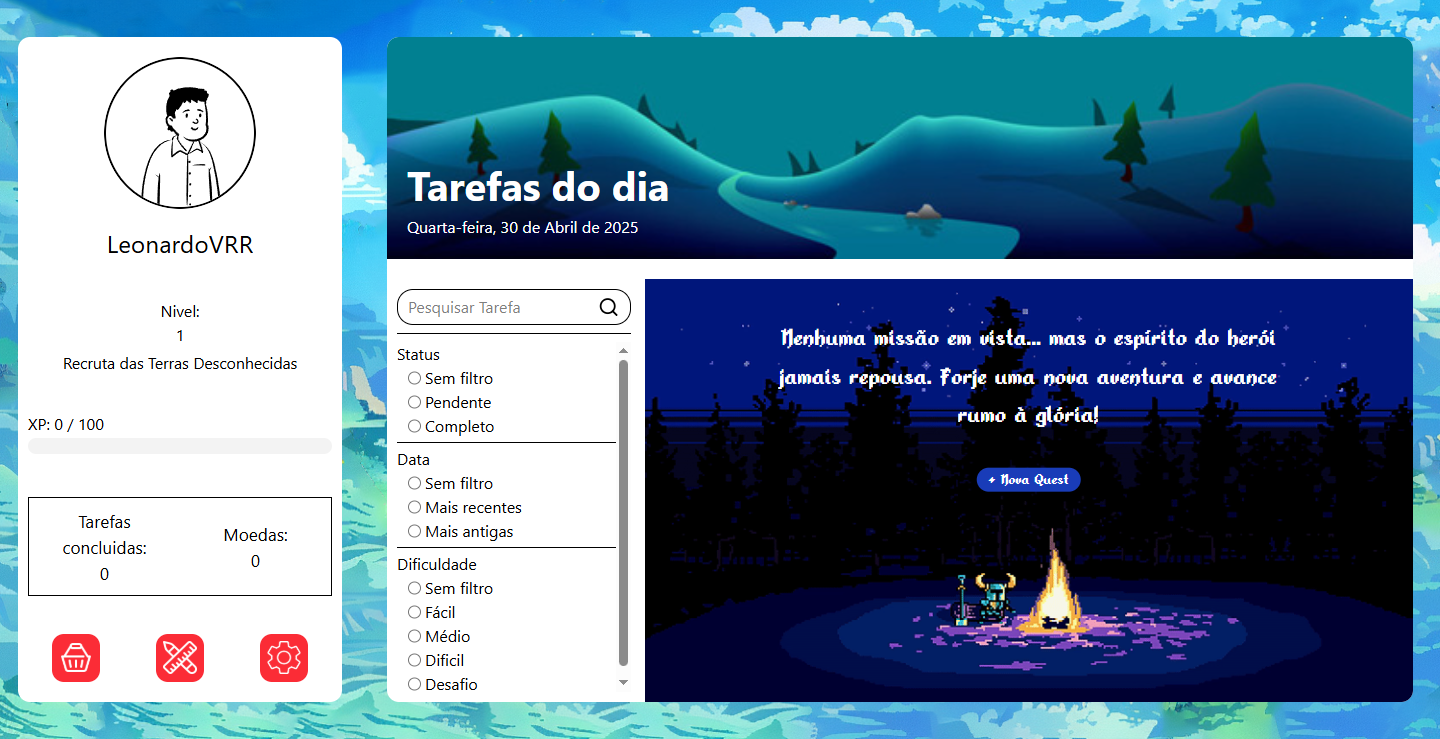 LeonardoVRR
Nivel:
1
Recruta das Terras Desconhecidas
XP: 0 / 100
Tarefas
concluidas:
0
Moedas:
0
Tarefas do dia
Quarta-feira, 30 de Abril de 2025
Pesquisar Tarefa
Status
Sem filtro
Pendente
Completo
Data
Sem filtro
Mais recentes
Mais antigas
Dificuldade
Sem filtro
Fácil
Médio
Dificil
Desafio
Nenhuma missão em vista... mas o espírito do herói
jamais repousa. Forje uma nova aventura e avance
rumo à glória!
+ Nova Quest